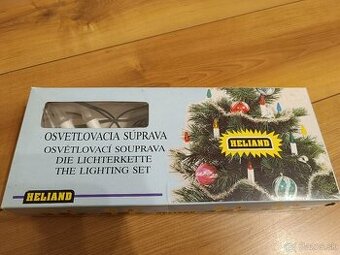 OSVETLOVACIA SÚPRAVA
OSVĚTLOVACÍ SOUPRAVA
DIE LICHTERKETTE
THE LIGHTING SET
HELIAND
HELIAND